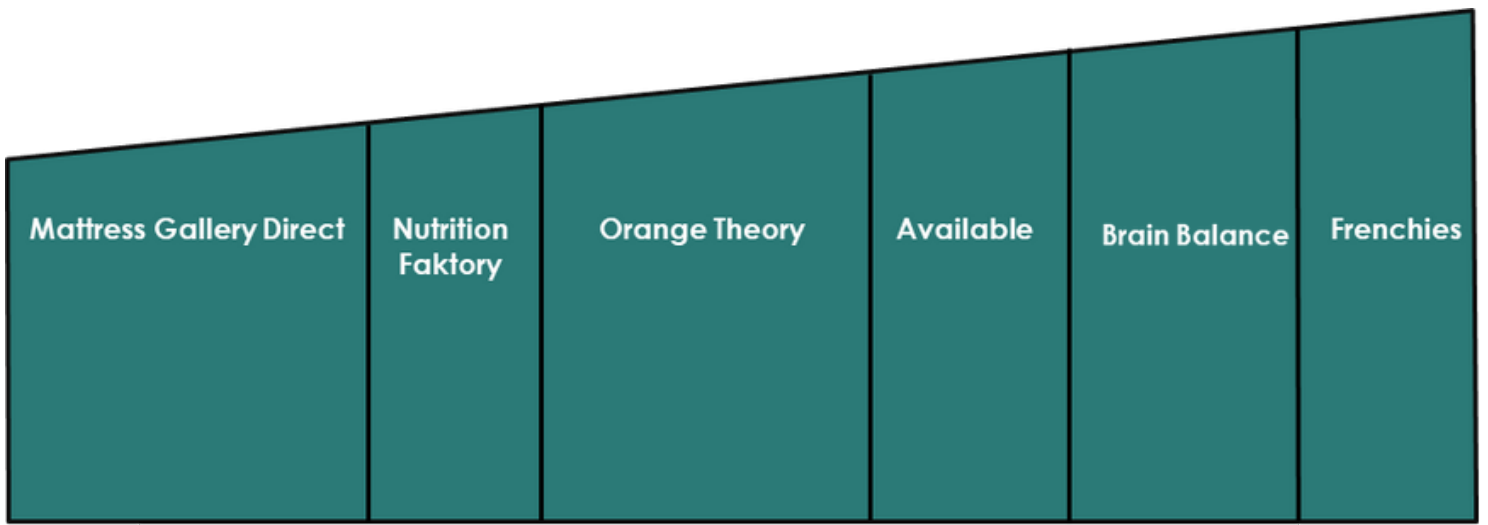 Mattress Gallery Direct
Nutrition
Faktory
Orange Theory
Available
Brain Balance
Frenchies